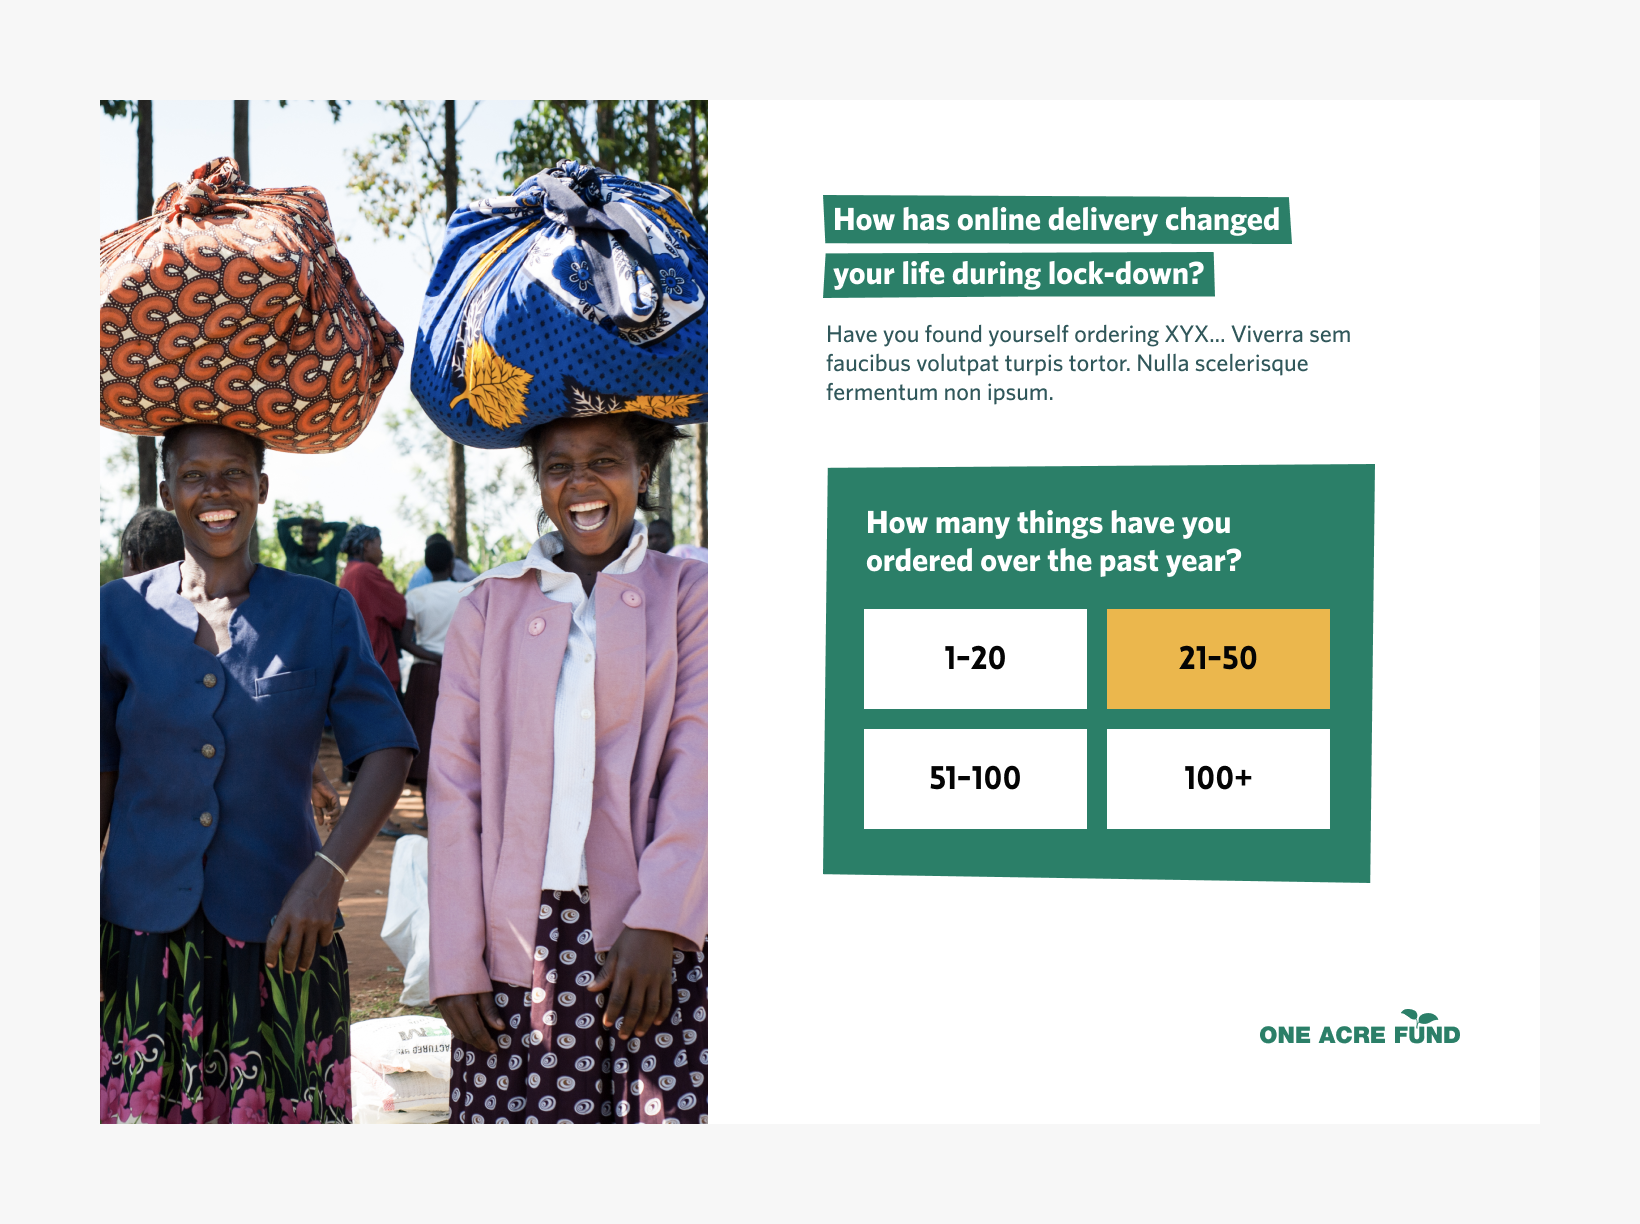 How has online delivery changed
your life during lock-down?
Have you found yourself ordering XYX... Viverra sem
faucibus volutpat turpis tortor. Nulla scelerisque
fermentum non ipsum.
How many things have you
ordered over the past year?
1–20
21–50
51–100
100+
ONE ACRE FUND